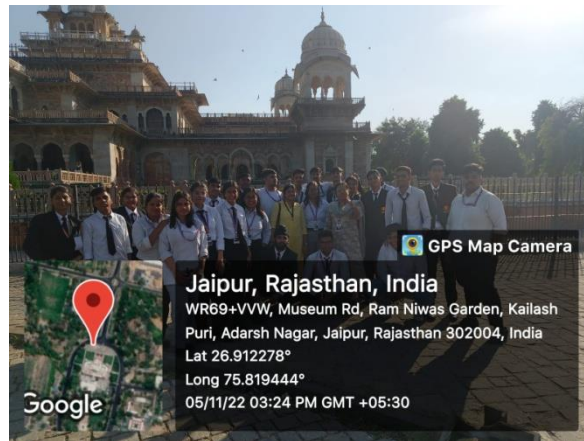 GPS Map Camera
Jaipur, Rajasthan, India
WR69+VVW, Museum Rd, Ram Niwas Garden, Kailash
Puri, Adarsh Nagar, Jaipur, Rajasthan 302004, India
Lat 26.912278°
Long 75.819444°
05/11/22 03:24 PM GMT +05:30
Google